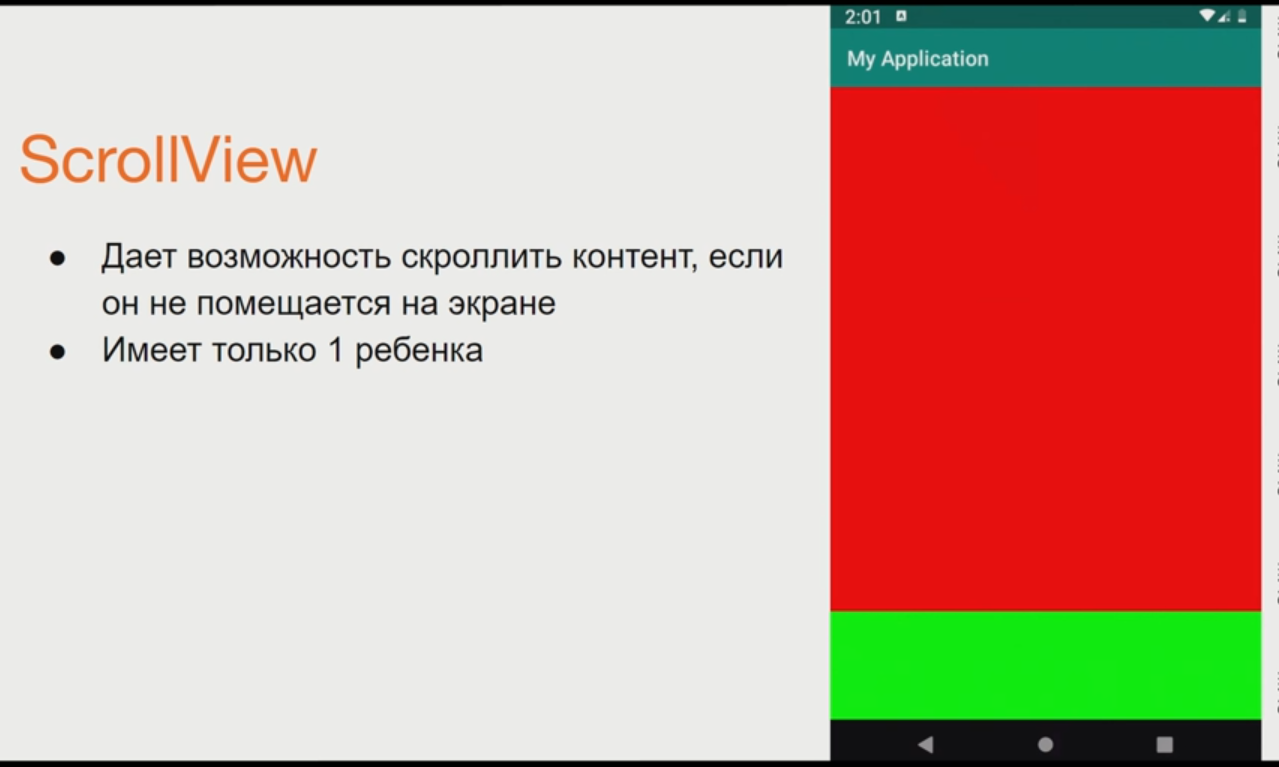 2:01
My Application
ScrollView
● Дает возможность скроллить контент, если
он не помещается на экране
● Имеет только 1 ребенка